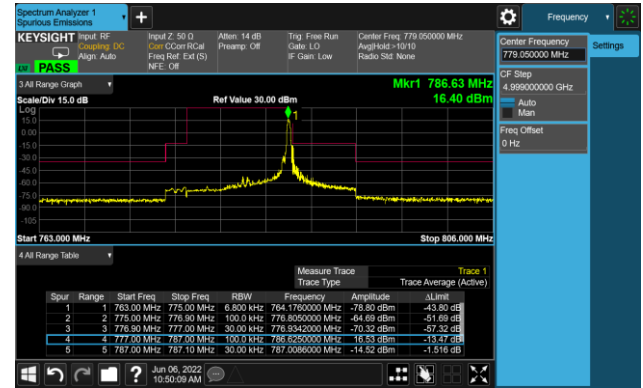 Spectrum Analyzer 1
Spurious Emissions
Frequency
KEYSIGHT
Input: RF
Coupling: DC
Align: Auto
Input Z: 50 Ω
Corr CCorr RCal
Freq Ref: Ext (S)
NFE: Off
Atten: 14 dB
Preamp: Off
Trig: Free Run
Gate: LO
IF Gain: Low
Center Freq: 779.050000 MHz
Avg|Hold:>10/10
Radio Std: None
PASS
Center Frequency
779.050000 MHz
Settings
CF Step
4.999000000 GHz
Auto
Man
Freq Offset
0 Hz
3 All Range Graph
Mkr1 786.63 MHz
Scale/Div 15.0 dB
Ref Value 30.00 dBm
16.40 dBm
Log
1
15.0
0.00
-15.0
-30.0
-45.0
-60.0
-75.0
-90.0
-105
Start 763.000 MHz
Stop 806.000 MHz
4 All Range Table
Measure Trace
Trace 1
Trace Type
Trace Average (Active)
Spur Range Start Freq Stop Freq RBW Frequency Amplitude ΔLimit
1 1 763.00 MHz 775.00 MHz 6.800 kHz 764.1760000 MHz -78.80 dBm -43.80 dB
2 2 775.00 MHz 776.90 MHz 100.0 kHz 776.8050000 MHz -64.69 dBm -51.69 dB
3 3 776.90 MHz 777.00 MHz 30.00 kHz 776.9342000 MHz -70.32 dBm -57.32 dB
4 4 777.00 MHz 787.00 MHz 100.0 kHz 786.6250000 MHz 16.53 dBm -13.47 dB
5 5 787.00 MHz 787.10 MHz 30.00 kHz 787.0086000 MHz -14.52 dBm -1.516 dB
Jun 06, 2022
10:50:09 AM